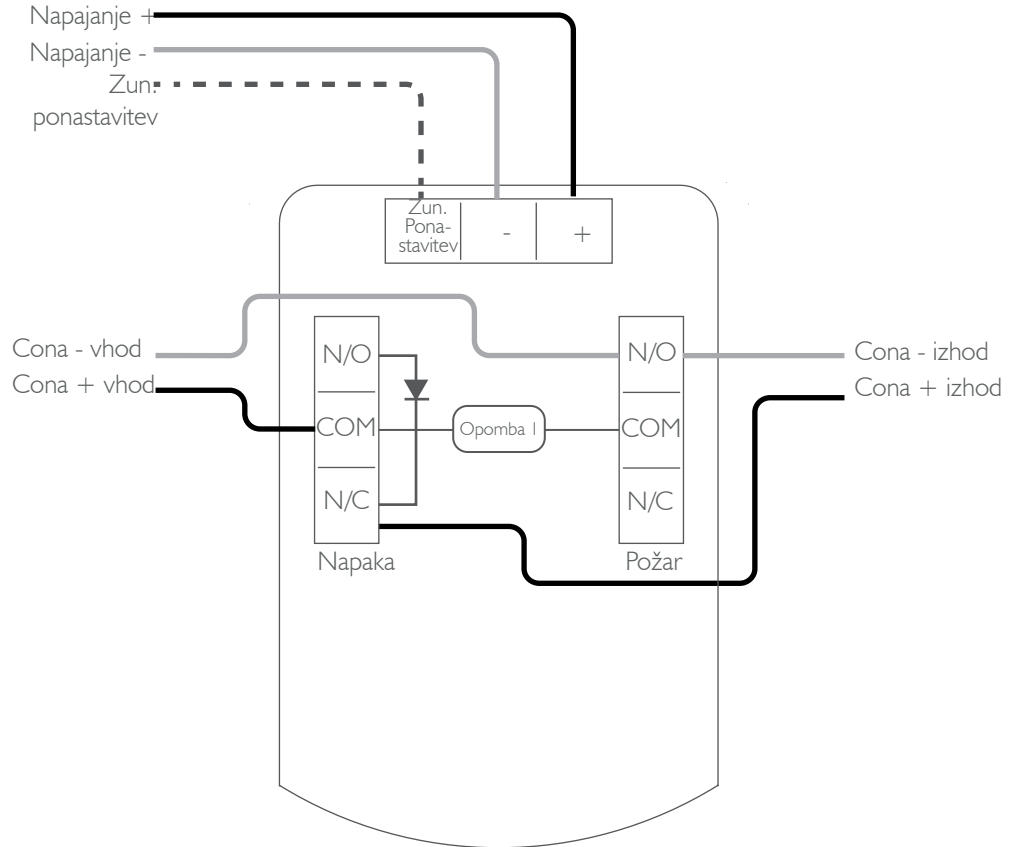 Napajanje +
Napajanje -
Zun.
ponastavitev
Zun.
Pona-
stavitev
-
+
Cona - vhod
Cona + vhod
N/O
COM
N/C
Napaka
Opomba 1
N/O
COM
N/C
Požar
Cona - izhod
Cona + izhod